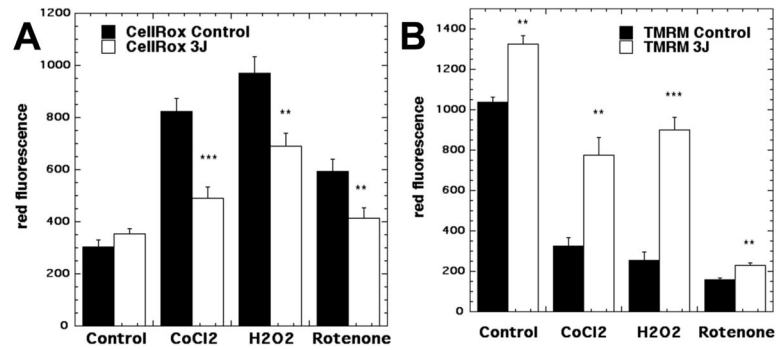 A
CellRox Control
CellRox 3J
red fluorescence
1200
1000
800
600
400
200
0
**
***
**
Control CoCl2 H2O2 Rotenone
B
TMRM Control
TMRM 3J
red fluorescence
1400
1200
1000
800
600
400
200
0
**
***
**
**
Control CoCl2 H2O2 Rotenone